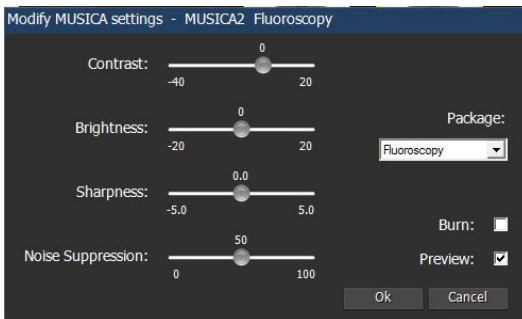 Modify MUSICA settings - MUSICA2 Fluoroscopy
0
Contrast:
-40 20
0
Brightness:
-20 20
Package:
Fluoroscopy
0.0
Sharpness:
-5.0 5.0
Burn:
50
Noise Suppression:
0 100
Preview:
Ok Cancel